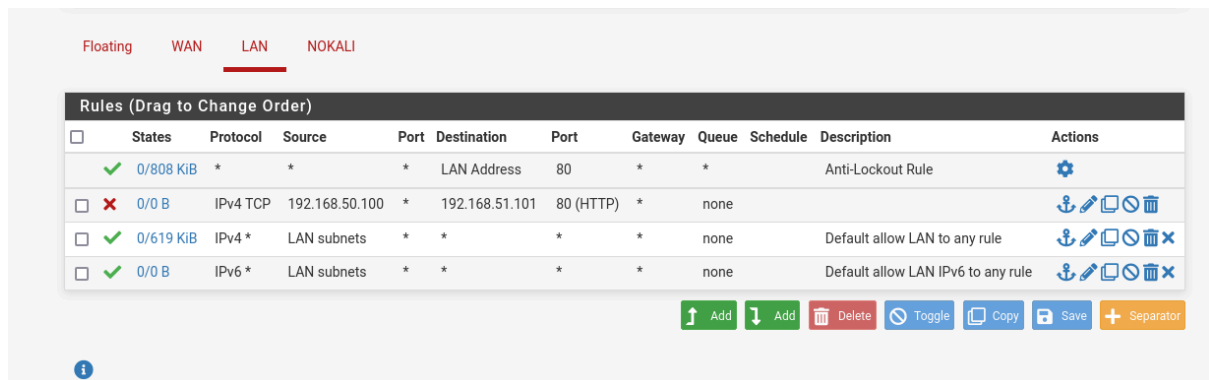 Floating WAN LAN NOKALI
Rules (Drag to Change Order)
States Protocol Source Port Destination Port Gateway Queue Schedule Description Actions
0/808 KiB * * * LAN Address 80 * * Anti-Lockout Rule
0/0 B IPv4 TCP 192.168.50.100 * 192.168.51.101 80 (HTTP) * none
0/619 KiB IPv4 * LAN subnets * * * * none Default allow LAN to any rule
0/0 B IPv6 * LAN subnets * * * * none Default allow LAN IPv6 to any rule
Add Add Delete Toggle Copy Save Separator